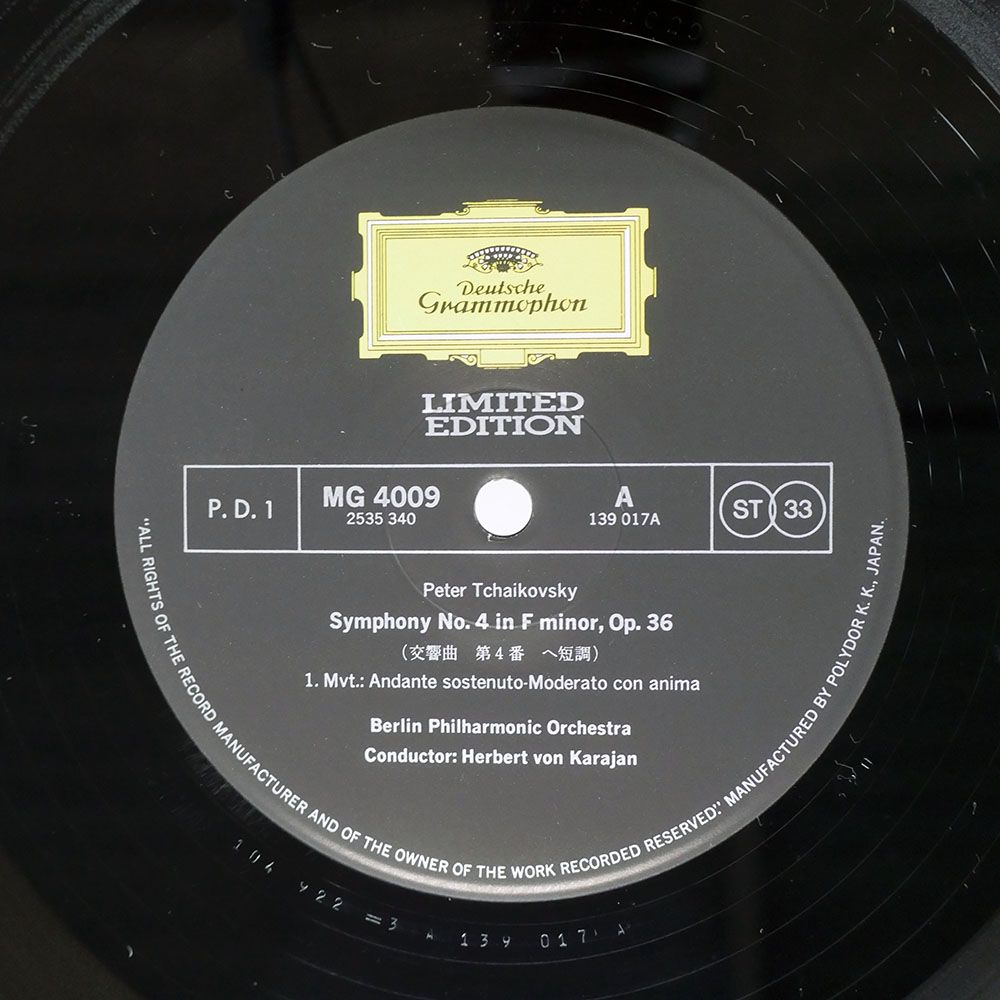 Deutsche
Grammophon
LIMITED
EDITION
P. D. 1
MG 4009
2535 340
A
139 017A
ST 33
Peter Tchaikovsky
Symphony No. 4 in F minor, Op. 36
(交響曲 第4番 ヘ短調)
1. Mvt.: Andante sostenuto-Moderato con anima
Berlin Philharmonic Orchestra
Conductor: Herbert von Karajan
"ALL RIGHTS OF THE RECORD MANUFACTURER AND OF THE OWNER OF THE WORK RECORDED RESERVED." MANUFACTURED BY POLYDOR K. K., JAPAN.
104 922 =3 A 139 017 A